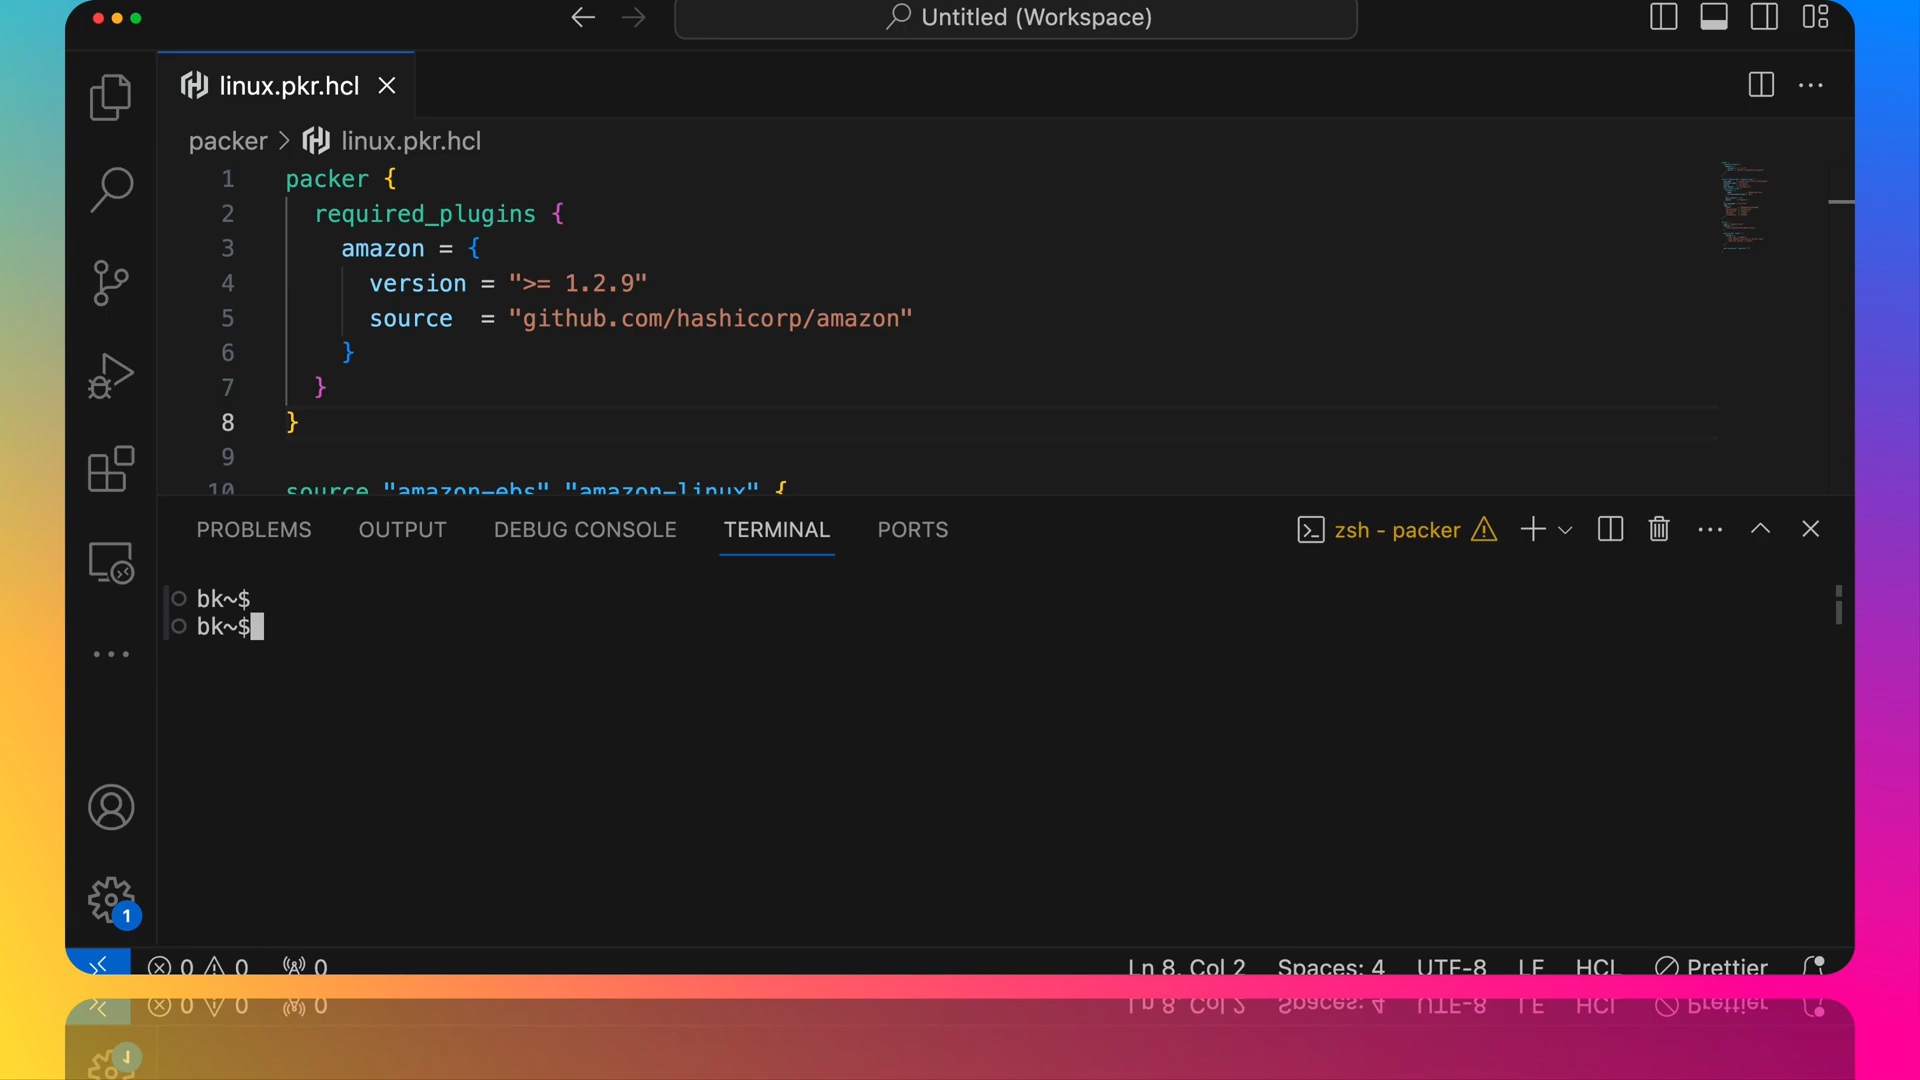 Untitled (Workspace)
linux.pkr.hcl
packer > linux.pkr.hcl
1 packer {
2 required_plugins {
3 amazon = {
4 version = ">= 1.2.9"
5 source = "github.com/hashicorp/amazon"
6 }
7 }
8 }
9
10 source "amazon-ebs" "amazon-linux" {
PROBLEMS OUTPUT DEBUG CONSOLE TERMINAL PORTS zsh - packer
bk~$
bk~$
1
0 0 0 Ln 8, Col 2 Spaces: 4 UTF-8 LF HCL Prettier